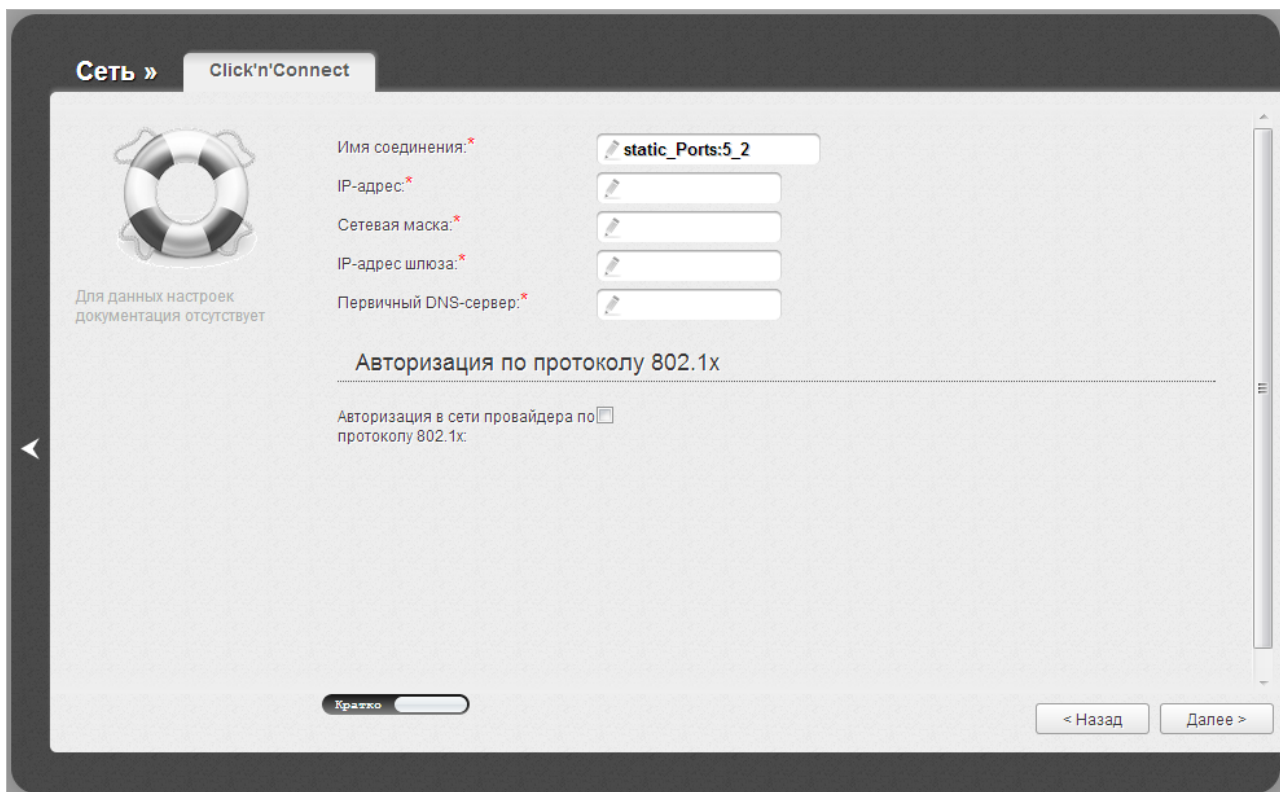 Сеть »
Click'n'Connect
Для данных настроек
документация отсутствует
Имя соединения:*
static_Ports:5_2
IP-адрес:*
Сетевая маска:*
IP-адрес шлюза:*
Первичный DNS-сервер:*
Авторизация по протоколу 802.1x
Авторизация в сети провайдера по
протоколу 802.1x:
Кратко
< Назад
Далее >